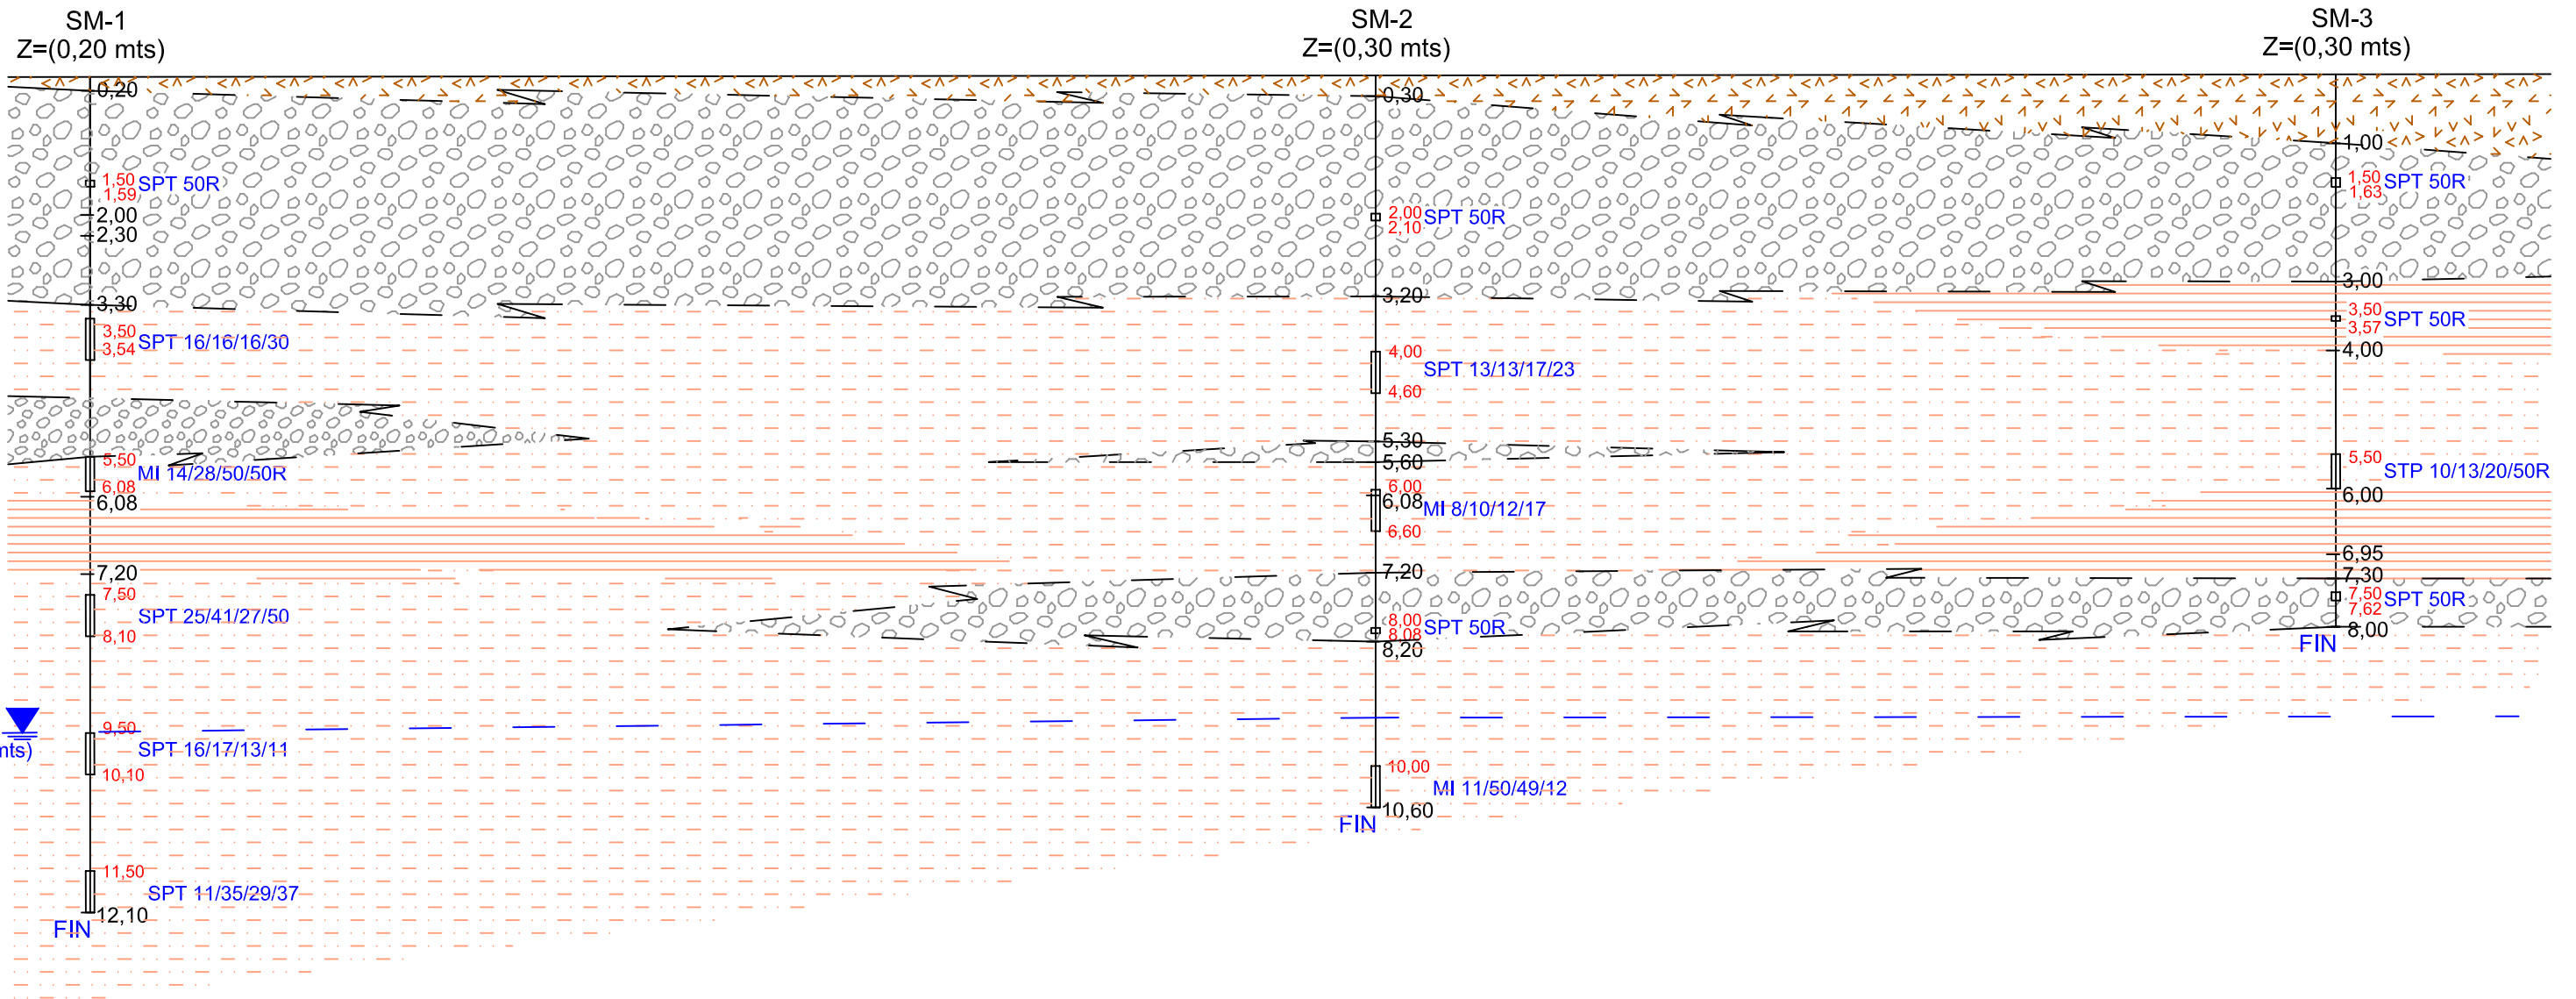 SM-1
Z=(0,20 mts)
0,20
1,50
SPT 50R
1,59
2,00
2,30
3,30
3,50
SPT 16/16/16/30
3,54
5,50
MI 14/28/50/50R
6,08
6,08
7,20
7,50
SPT 25/41/27/50
8,10
9,50
mts)
SPT 16/17/13/11
10,10
11,50
SPT 11/35/29/37
12,10
FIN
SM-2
Z=(0,30 mts)
0,30
2,00
SPT 50R
2,10
3,20
4,00
SPT 13/13/17/23
4,60
5,30
5,60
6,00
6,08
MI 8/10/12/17
6,60
7,20
8,00
SPT 50R
8,08
8,20
10,00
MI 11/50/49/12
10,60
FIN
SM-3
Z=(0,30 mts)
1,00
1,50
SPT 50R
1,63
3,00
3,50
SPT 50R
3,57
4,00
5,50
STP 10/13/20/50R
6,00
6,95
7,30
7,50
SPT 50R
7,62
8,00
FIN